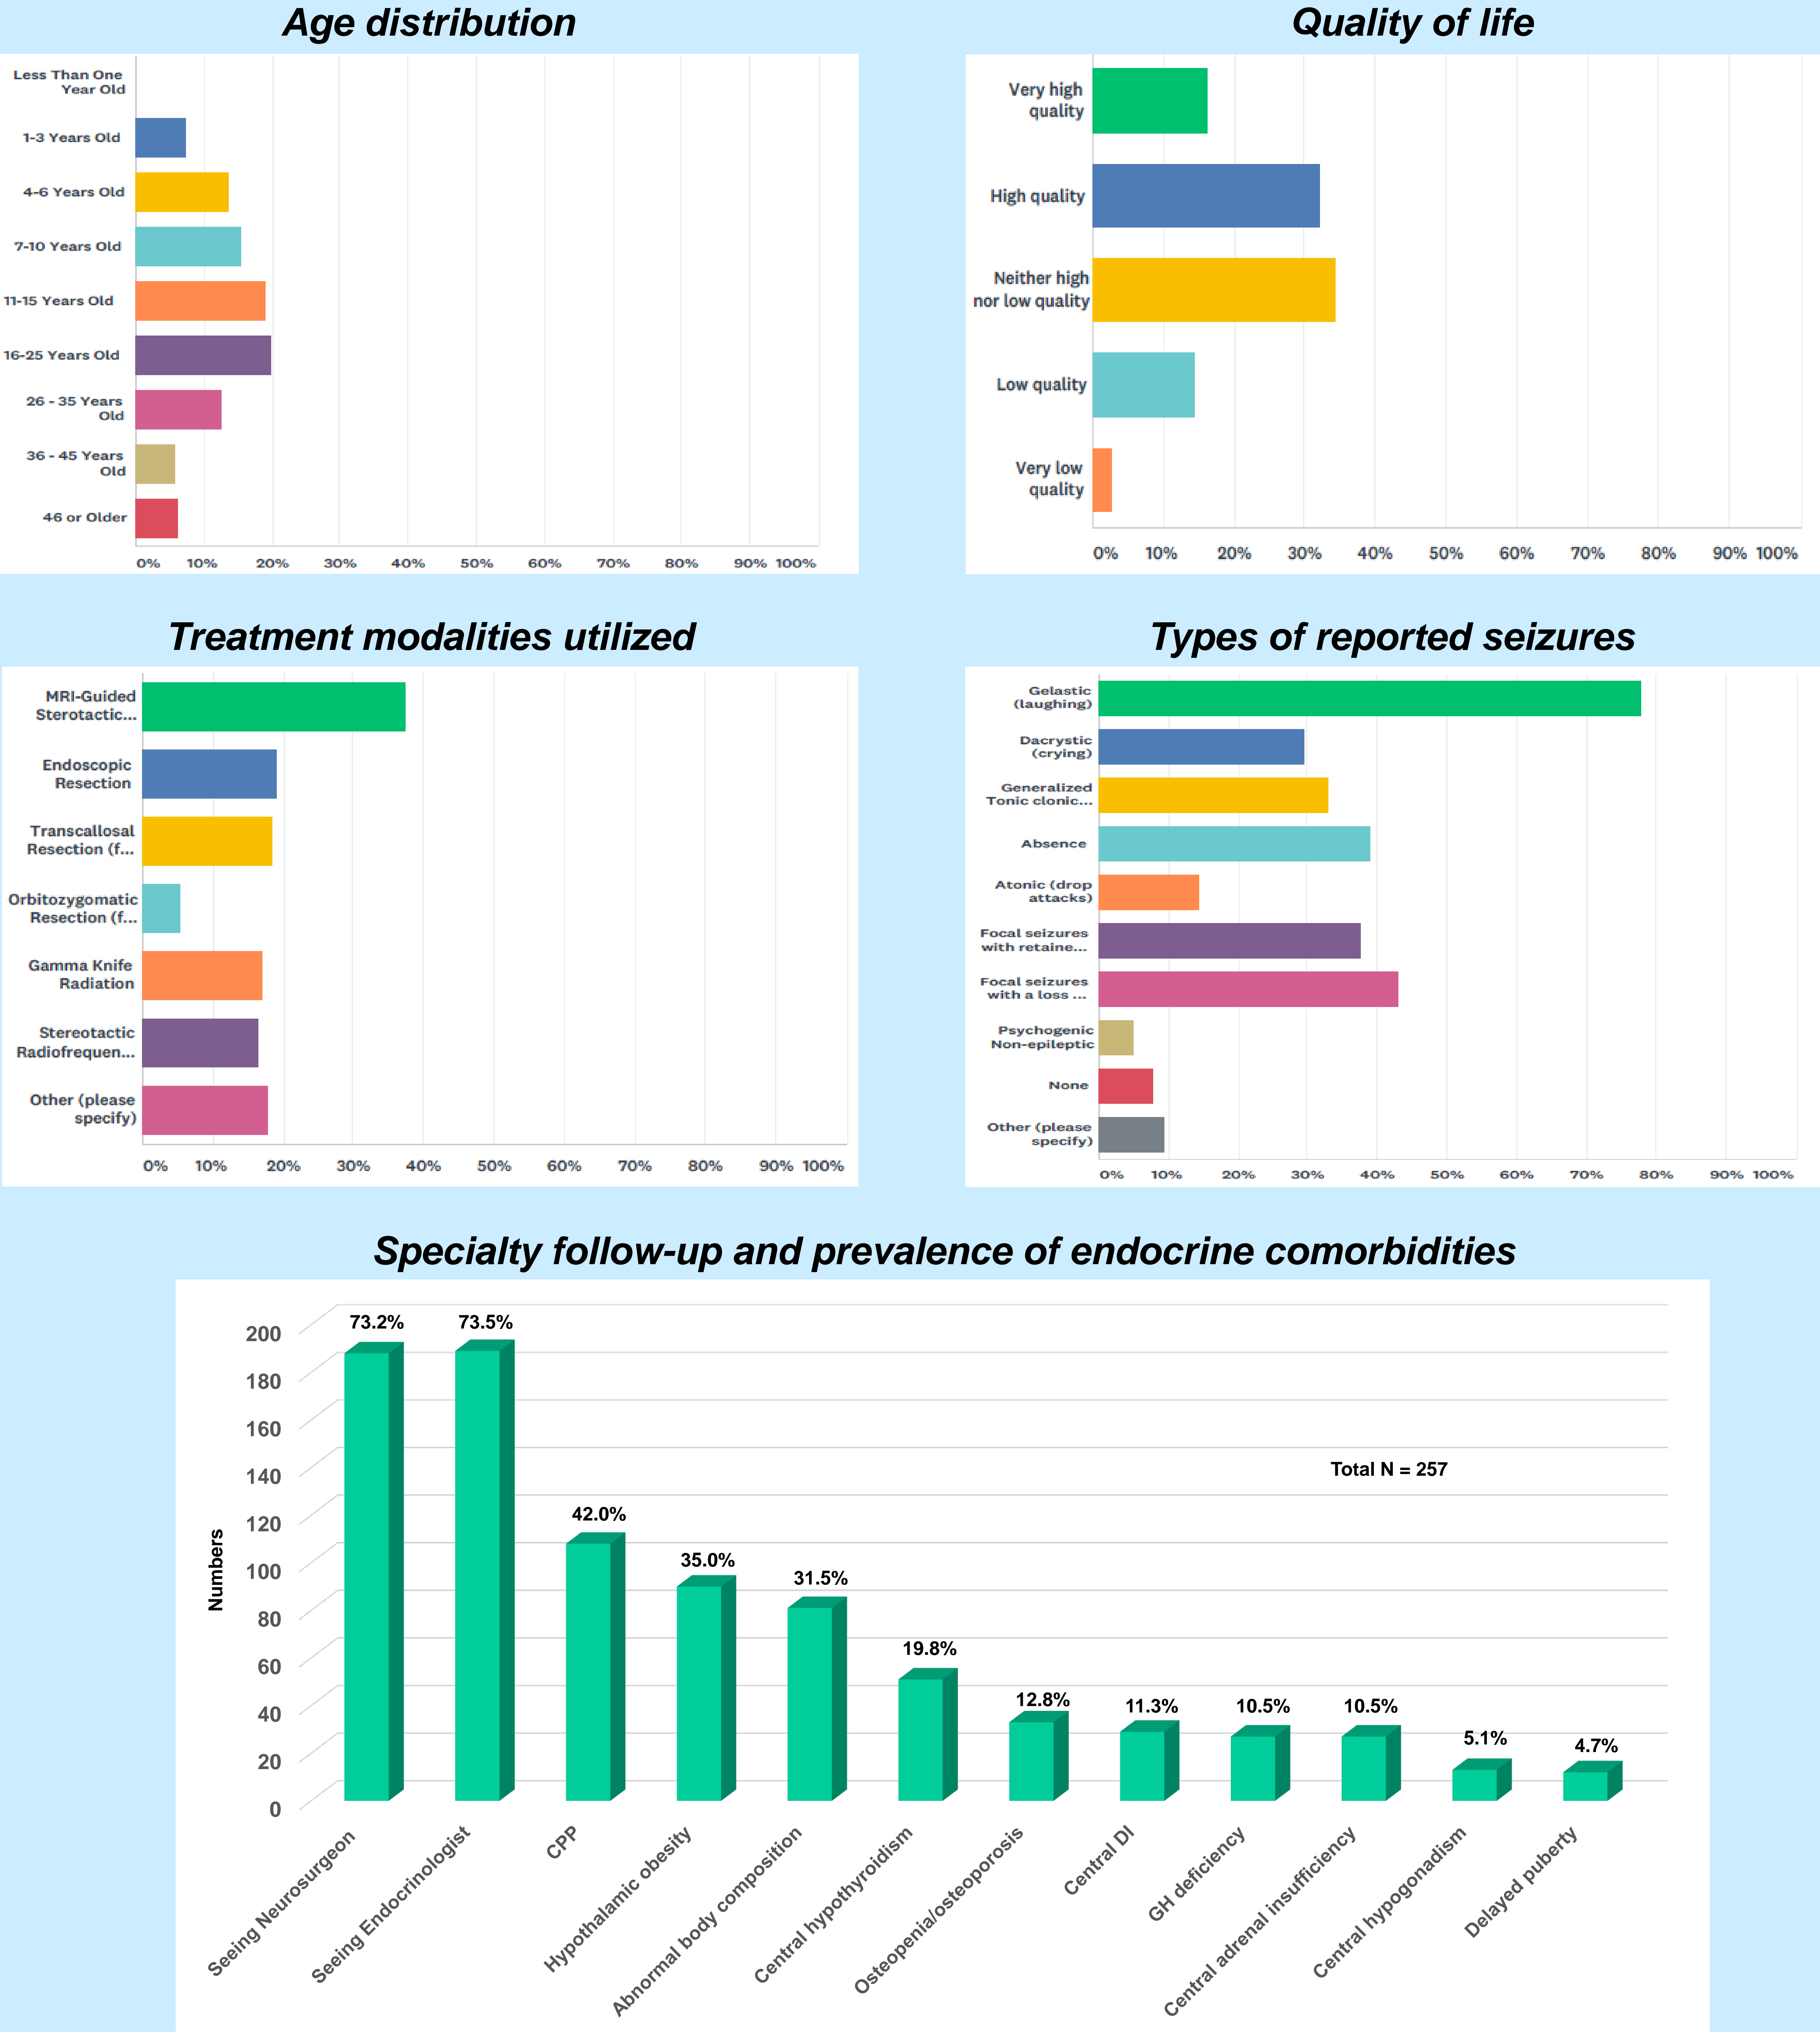 Age distribution
Less Than One
Year Old
1-3 Years Old
4-6 Years Old
7-10 Years Old
11-15 Years Old
16-25 Years Old
26 - 35 Years
Old
36 - 45 Years
Old
46 or Older
0% 10% 20% 30% 40% 50% 60% 70% 80% 90% 100%
Quality of life
Very high
quality
High quality
Neither high
nor low quality
Low quality
Very low
quality
0% 10% 20% 30% 40% 50% 60% 70% 80% 90% 100%
Treatment modalities utilized
MRI-Guided
Sterotactic...
Endoscopic
Resection
Transcallosal
Resection (f...
Orbitozygomatic
Resection (f...
Gamma Knife
Radiation
Stereotactic
Radiofrequen...
Other (please
specify)
0% 10% 20% 30% 40% 50% 60% 70% 80% 90% 100%
Types of reported seizures
Gelastic
(laughing)
Dacrystic
(crying)
Generalized
Tonic clonic...
Absence
Atonic (drop
attacks)
Focal seizures
with retaine...
Focal seizures
with a loss ...
Psychogenic
Non-epileptic
None
Other (please
specify)
0% 10% 20% 30% 40% 50% 60% 70% 80% 90% 100%
Specialty follow-up and prevalence of endocrine comorbidities
Numbers
200
180
160
140
120
100
80
60
40
20
0
73.2%
73.5%
42.0%
35.0%
31.5%
19.8%
12.8%
11.3%
10.5%
10.5%
5.1%
4.7%
Total N = 257
Seeing Neurosurgeon
Seeing Endocrinologist
CPP
Hypothalamic obesity
Abnormal body composition
Central hypothyroidism
Osteopenia/osteoporosis
Central DI
GH deficiency
Central adrenal insufficiency
Central hypogonadism
Delayed puberty